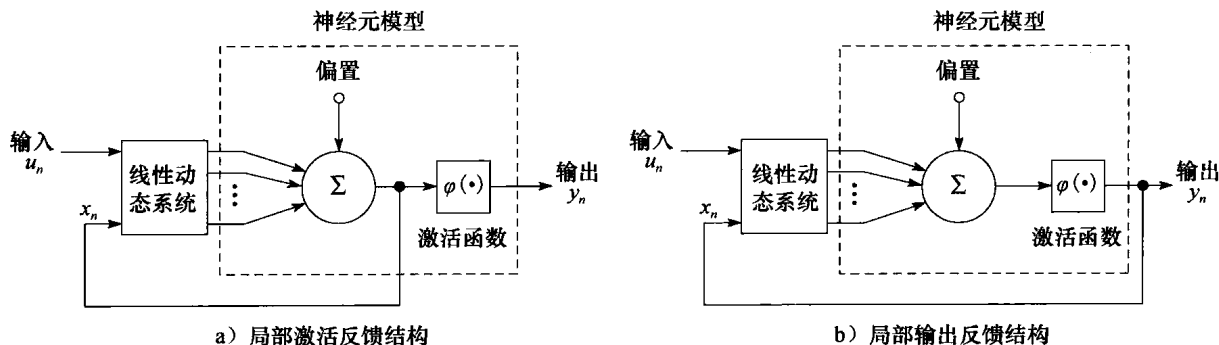 神经元模型
偏置
输入
u_n
线性动
态系统
Σ
φ(•)
输出
y_n
x_n
激活函数
a）局部激活反馈结构
神经元模型
偏置
输入
u_n
线性动
态系统
Σ
φ(•)
输出
y_n
x_n
激活函数
b）局部输出反馈结构